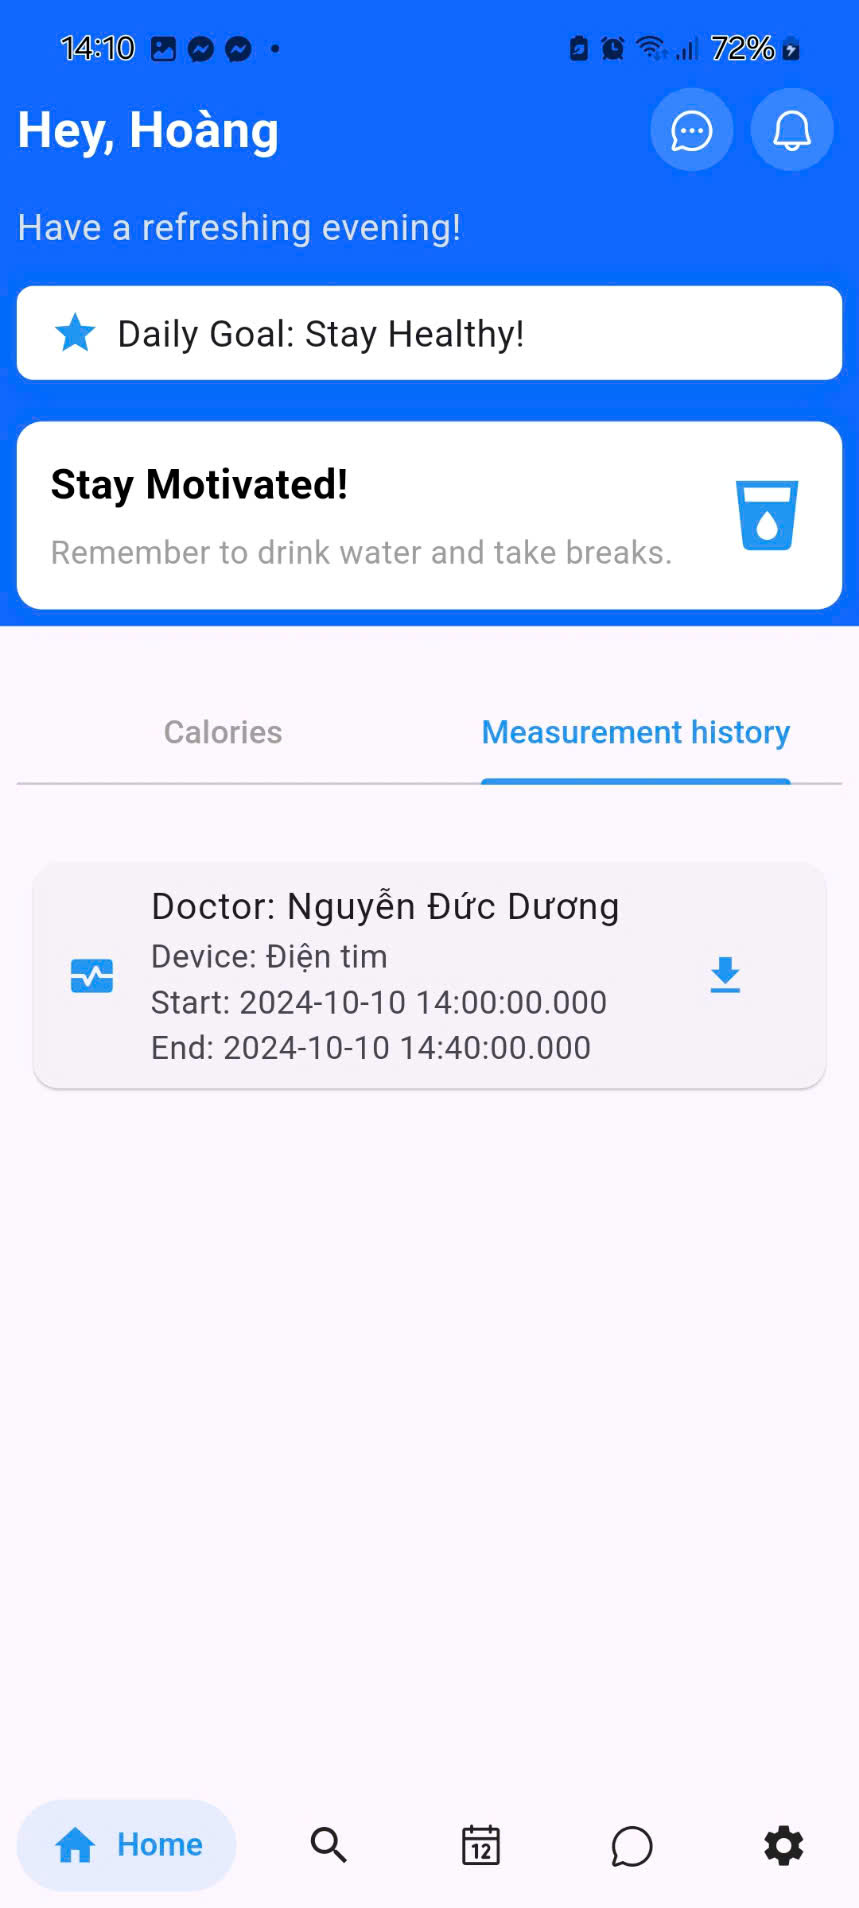 14:10
72%
Hey, Hoàng
Have a refreshing evening!
Daily Goal: Stay Healthy!
Stay Motivated!
Remember to drink water and take breaks.
Calories Measurement history
Doctor: Nguyễn Đức Dương
Device: Điện tim
Start: 2024-10-10 14:00:00.000
End: 2024-10-10 14:40:00.000
Home
12